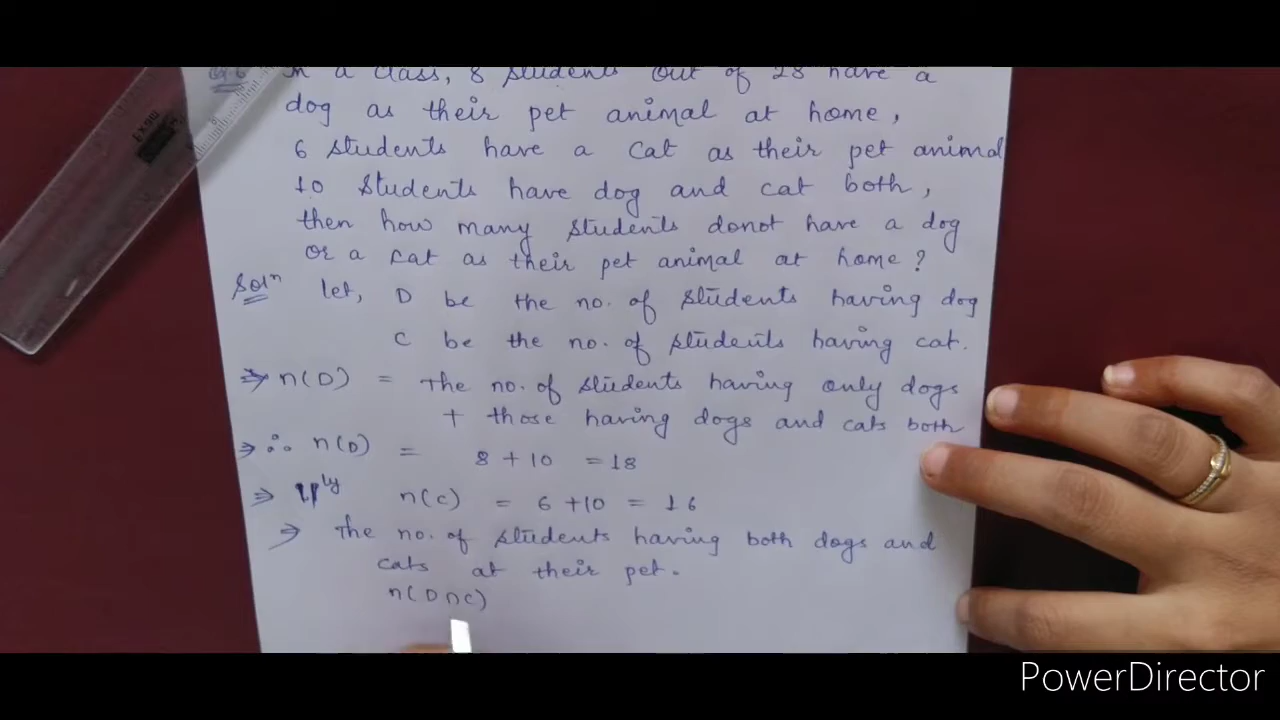 In a class, 8 students out of 28 have a
dog as their pet animal at home,
6 students have a cat as their pet animal
10 students have dog and cat both,
then how many students donot have a dog
or a cat as their pet animal at home?
Solⁿ let, D be the no. of students having dog
C be the no. of students having cat.
⇒ n(D) = The no. of students having only dogs
+ those having dogs and cats both
⇒ ∴ n(D) = 8 + 10 = 18
⇒ ly n(C) = 6 + 10 = 16
⇒ The no. of students having both dogs and
cats at their pet.
n(D∩C)
PowerDirector